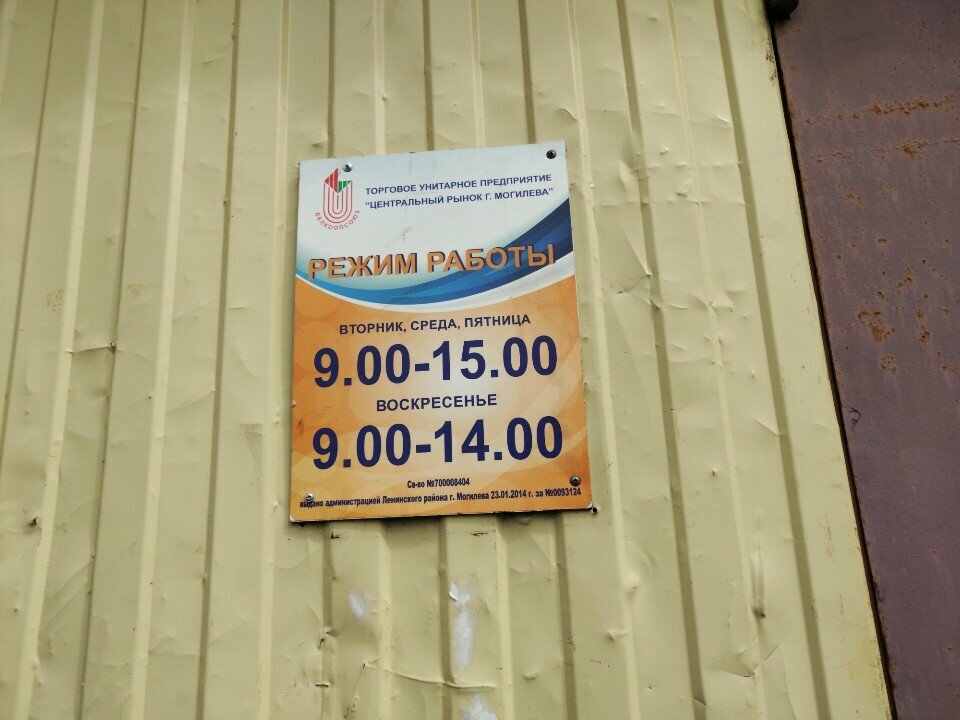 БЕЛКООПСОЮЗ
ТОРГОВОЕ УНИТАРНОЕ ПРЕДПРИЯТИЕ
"ЦЕНТРАЛЬНЫЙ РЫНОК Г. МОГИЛЕВА"
РЕЖИМ РАБОТЫ
ВТОРНИК, СРЕДА, ПЯТНИЦА
9.00-15.00
ВОСКРЕСЕНЬЕ
9.00-14.00
Св-во №700008404
выдано администрацией Ленинского района г. Могилева 23.01.2014 г. за №0093124